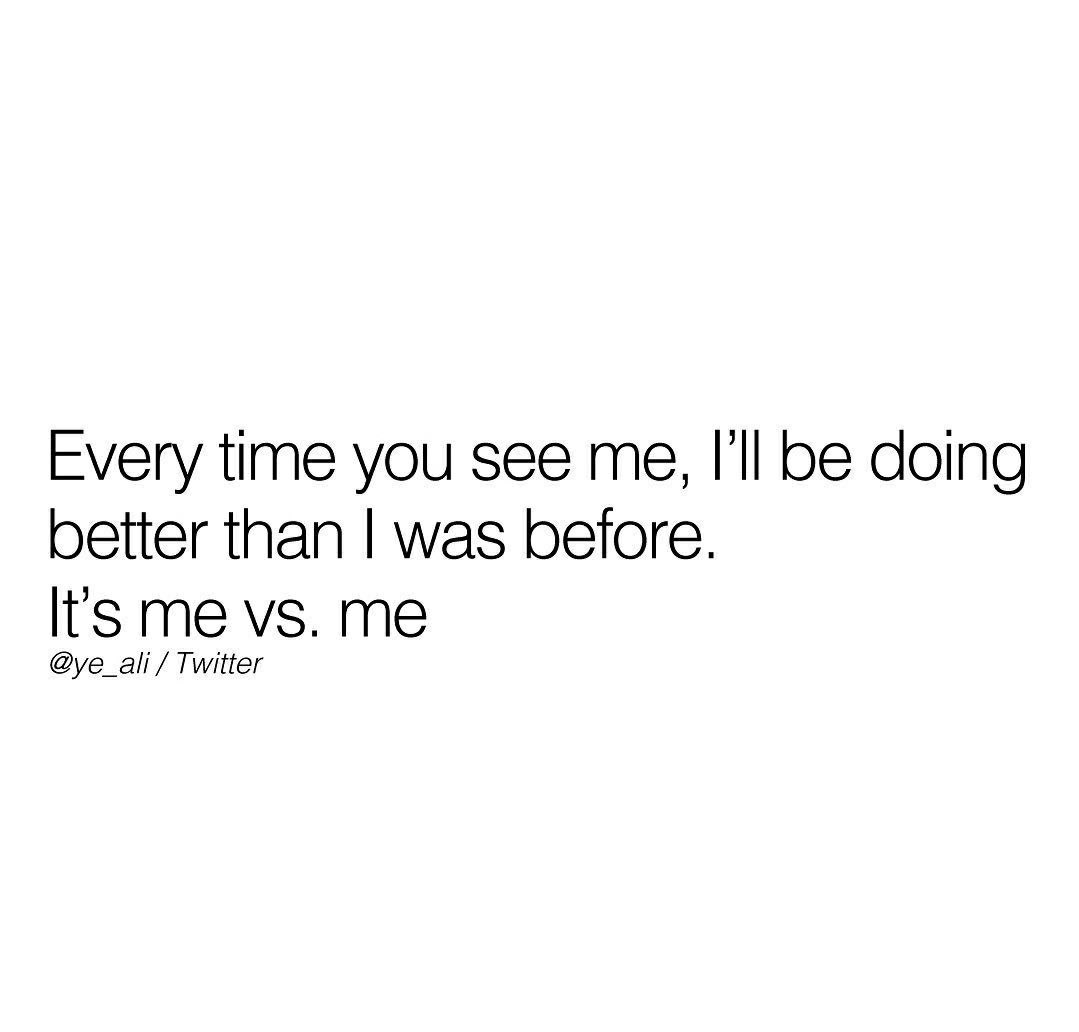 Every time you see me, I’ll be doing
better than I was before.
It’s me vs. me
@ye_ali / Twitter